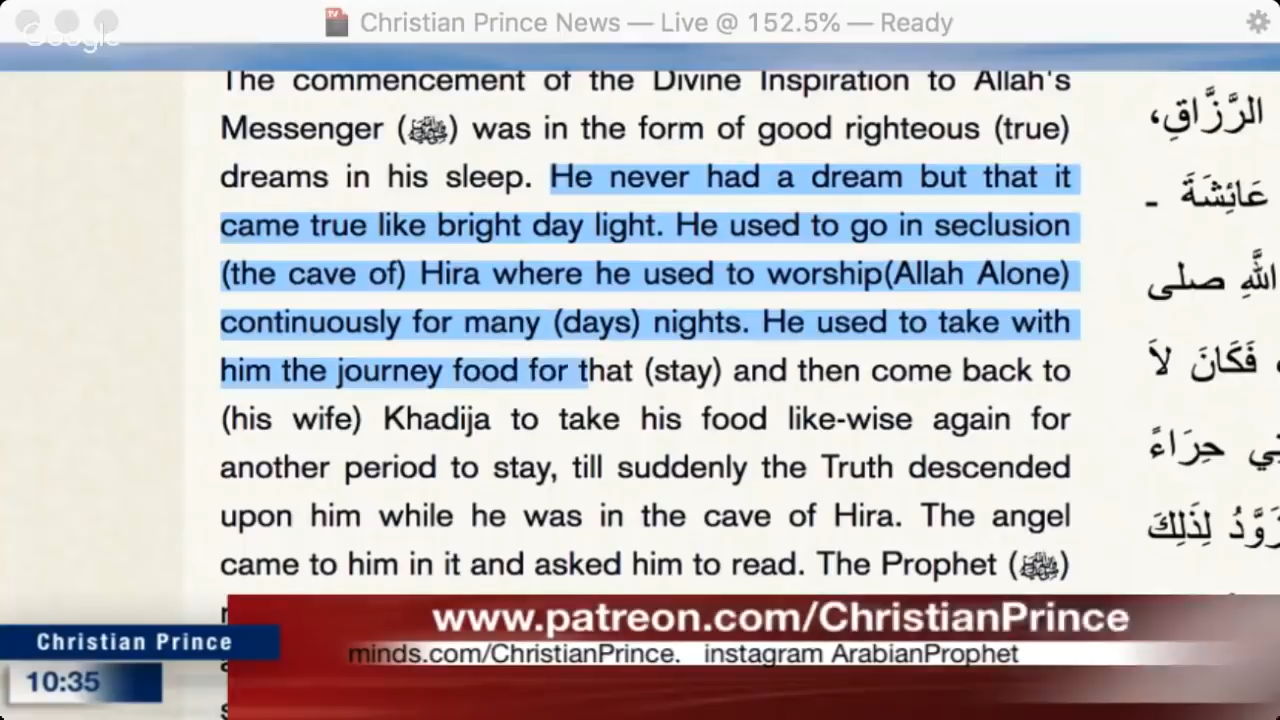 Christian Prince News — Live @ 152.5% — Ready
Google
The commencement of the Divine Inspiration to Allah's
Messenger (ﷺ) was in the form of good righteous (true)
dreams in his sleep. He never had a dream but that it
came true like bright day light. He used to go in seclusion
(the cave of) Hira where he used to worship(Allah Alone)
continuously for many (days) nights. He used to take with
him the journey food for that (stay) and then come back to
(his wife) Khadija to take his food like-wise again for
another period to stay, till suddenly the Truth descended
upon him while he was in the cave of Hira. The angel
came to him in it and asked him to read. The Prophet (ﷺ)
الرَّزَّاقِ،
عَائِشَةَ ـ
اللَّهِ صلى
فَكَانَ لاَ
حِرَاءً
لِذَلِكَ
www.patreon.com/ChristianPrince
Christian Prince
minds.com/ChristianPrince. instagram ArabianProphet
10:35